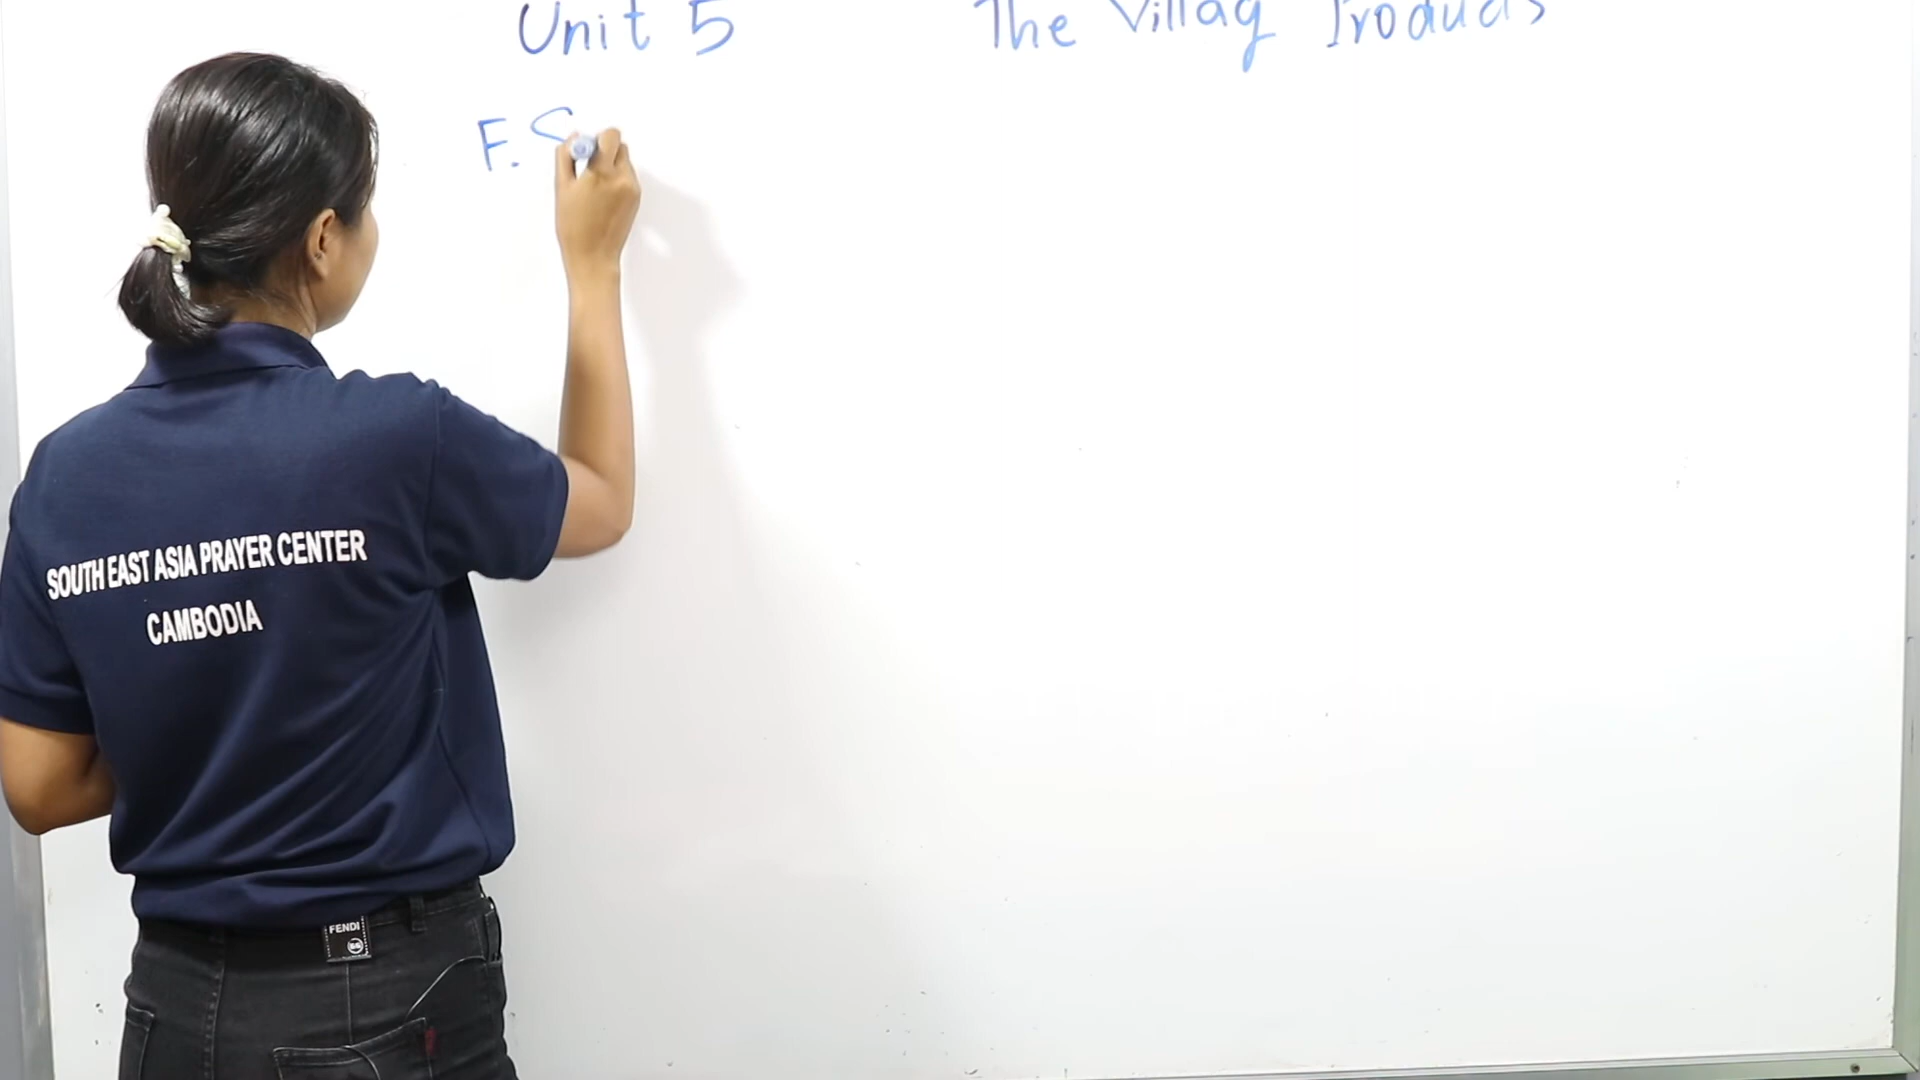 Unit 5 The Villag Products
F. S
SOUTH EAST ASIA PRAYER CENTER
CAMBODIA
FENDI